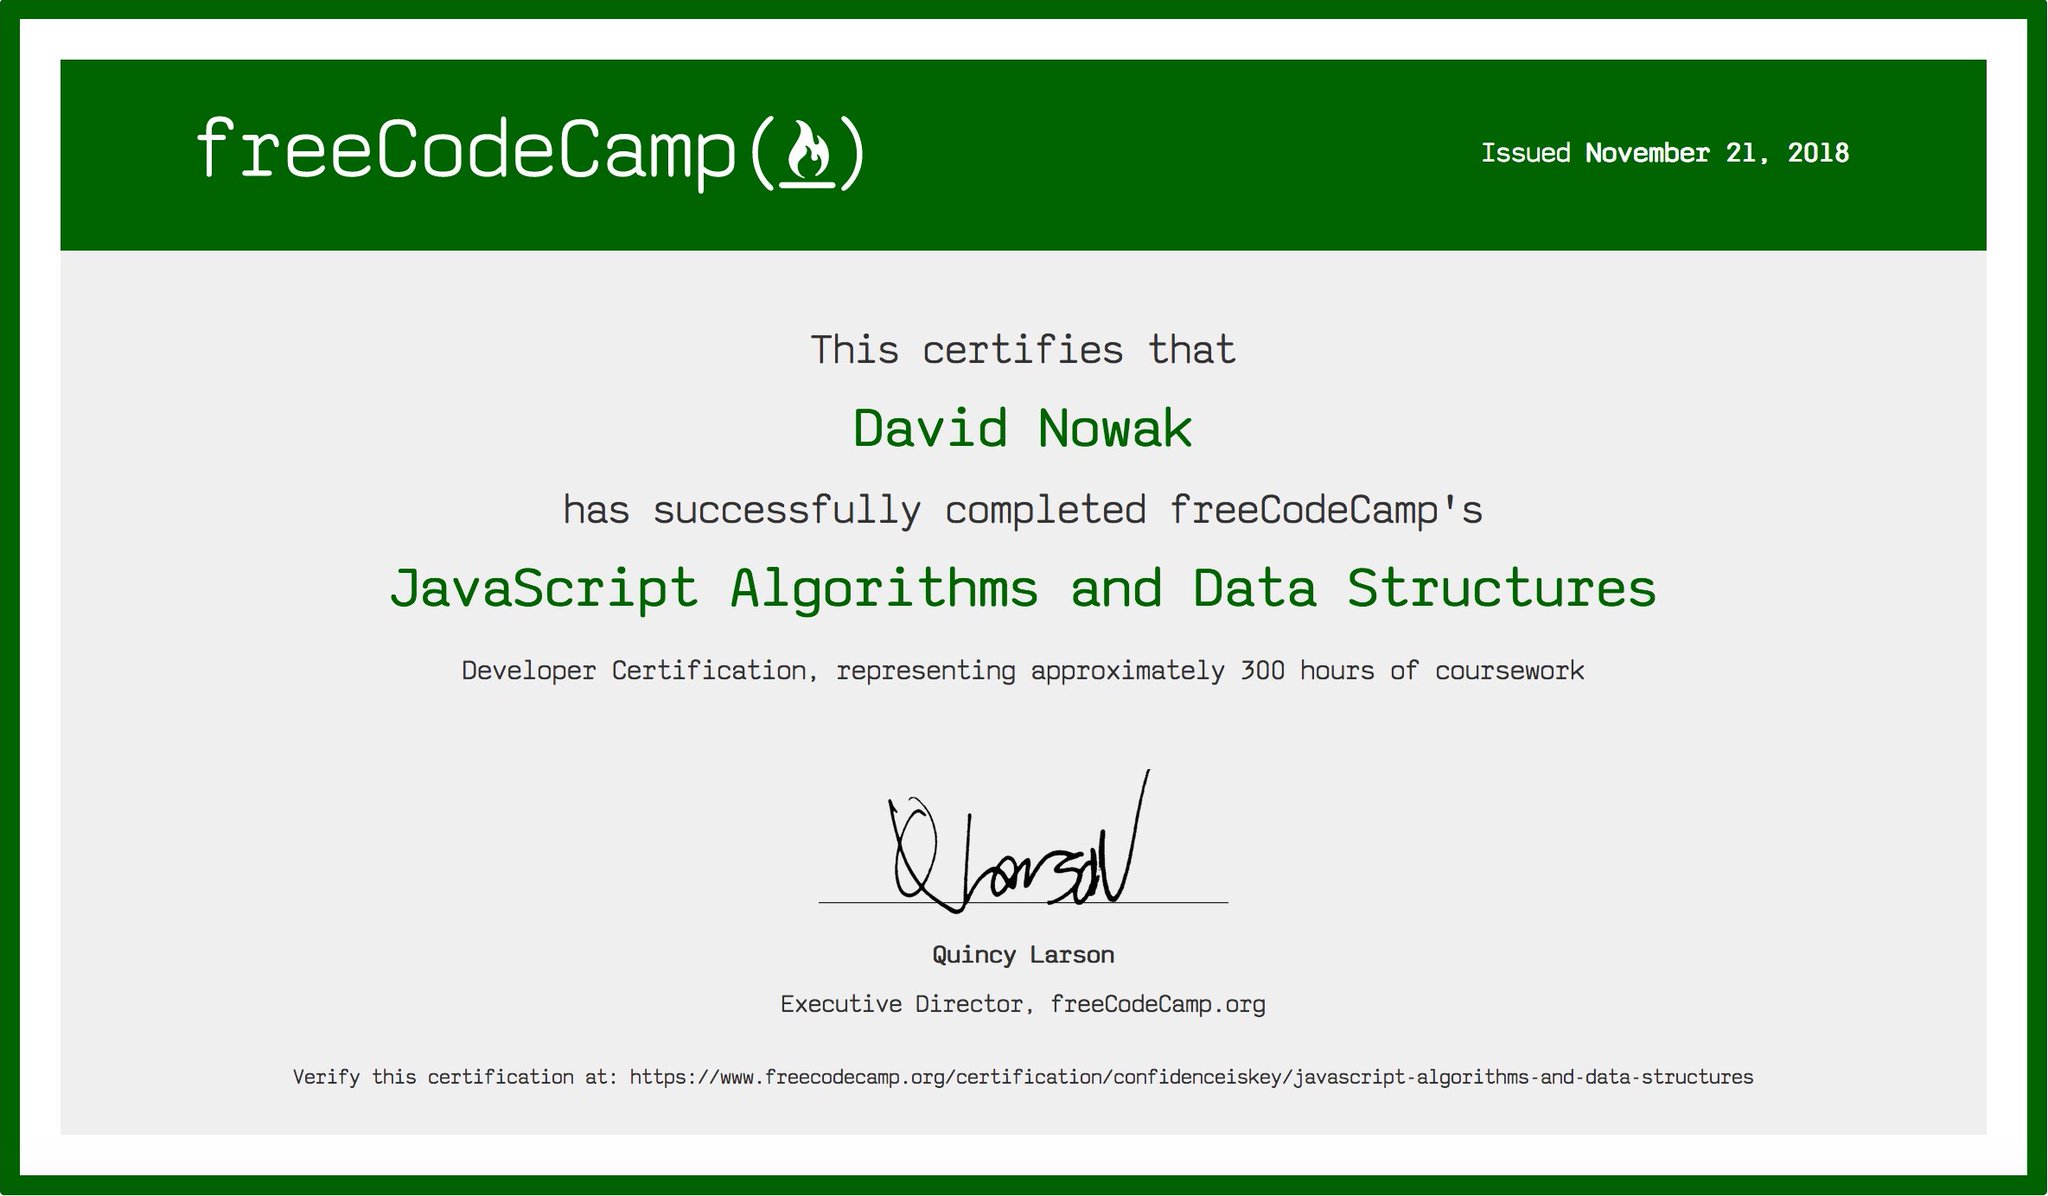 freeCodeCamp(🔥)
Issued November 21, 2018
This certifies that
David Nowak
has successfully completed freeCodeCamp's
JavaScript Algorithms and Data Structures
Developer Certification, representing approximately 300 hours of coursework
Q Larson
Quincy Larson
Executive Director, freeCodeCamp.org
Verify this certification at: https://www.freecodecamp.org/certification/confidenceiskey/javascript-algorithms-and-data-structures